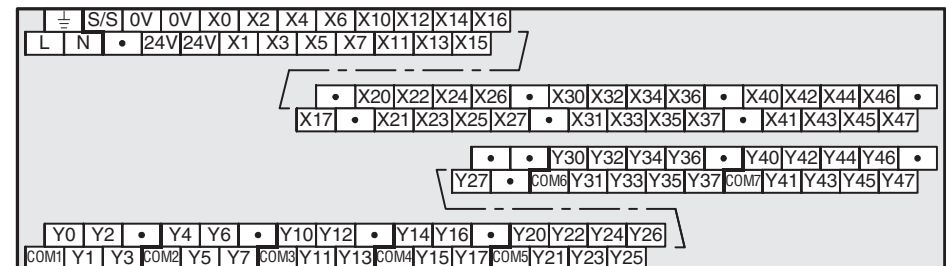 ⏚ S/S 0V 0V X0 X2 X4 X6 X10 X12 X14 X16
L N • 24V 24V X1 X3 X5 X7 X11 X13 X15
• X20 X22 X24 X26 • X30 X32 X34 X36 • X40 X42 X44 X46 •
X17 • X21 X23 X25 X27 • X31 X33 X35 X37 • X41 X43 X45 X47
• • Y30 Y32 Y34 Y36 • Y40 Y42 Y44 Y46 •
Y27 • COM6 Y31 Y33 Y35 Y37 COM7 Y41 Y43 Y45 Y47
Y0 Y2 • Y4 Y6 • Y10 Y12 • Y14 Y16 • Y20 Y22 Y24 Y26
COM1 Y1 Y3 COM2 Y5 Y7 COM3 Y11 Y13 COM4 Y15 Y17 COM5 Y21 Y23 Y25